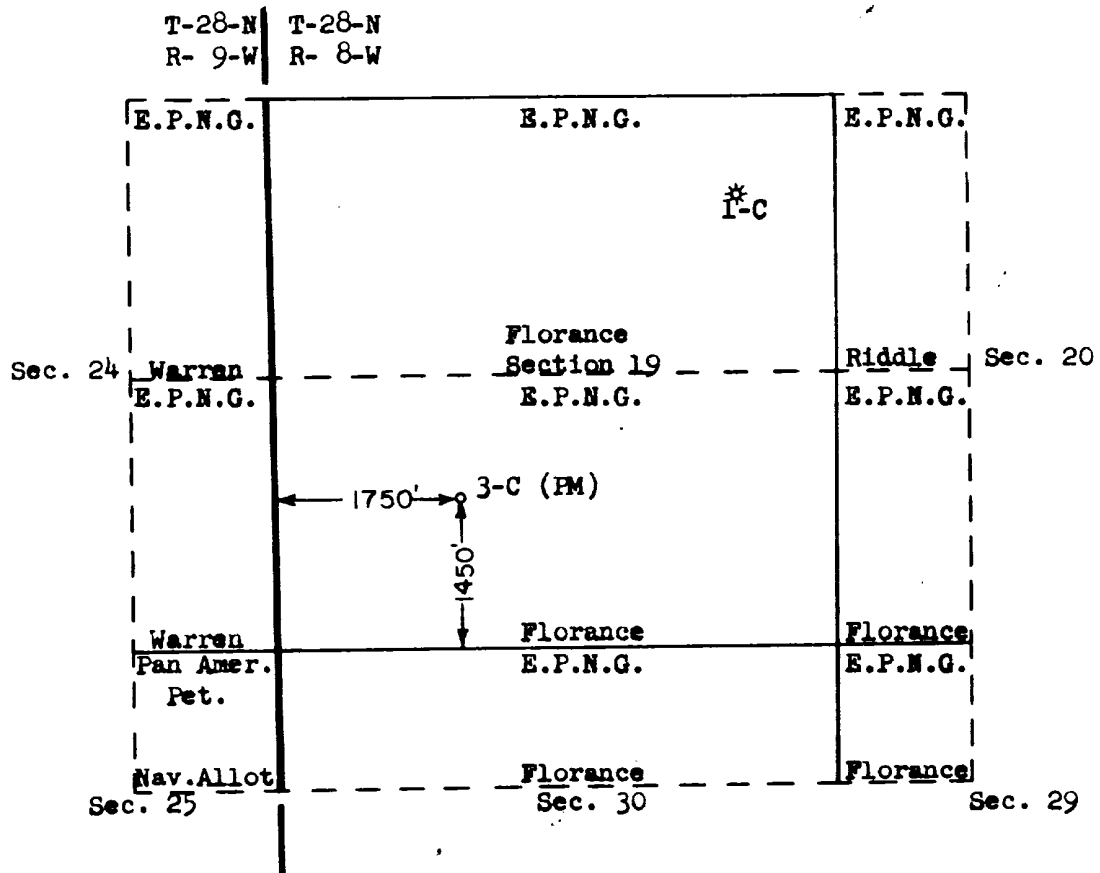 T-28-N T-28-N
R- 9-W R- 8-W
E.P.N.G. E.P.N.G. E.P.N.G.
1-C
Florance
Sec. 24 Warren Section 19 Riddle Sec. 20
E.P.N.G. E.P.N.G. E.P.N.G.
1750' 3-C (PM)
1450'
Warren Florance Florance
Pan Amer. E.P.N.G. E.P.N.G.
Pet.
Nav.Allot Florance Florance
Sec. 25 Sec. 30 Sec. 29